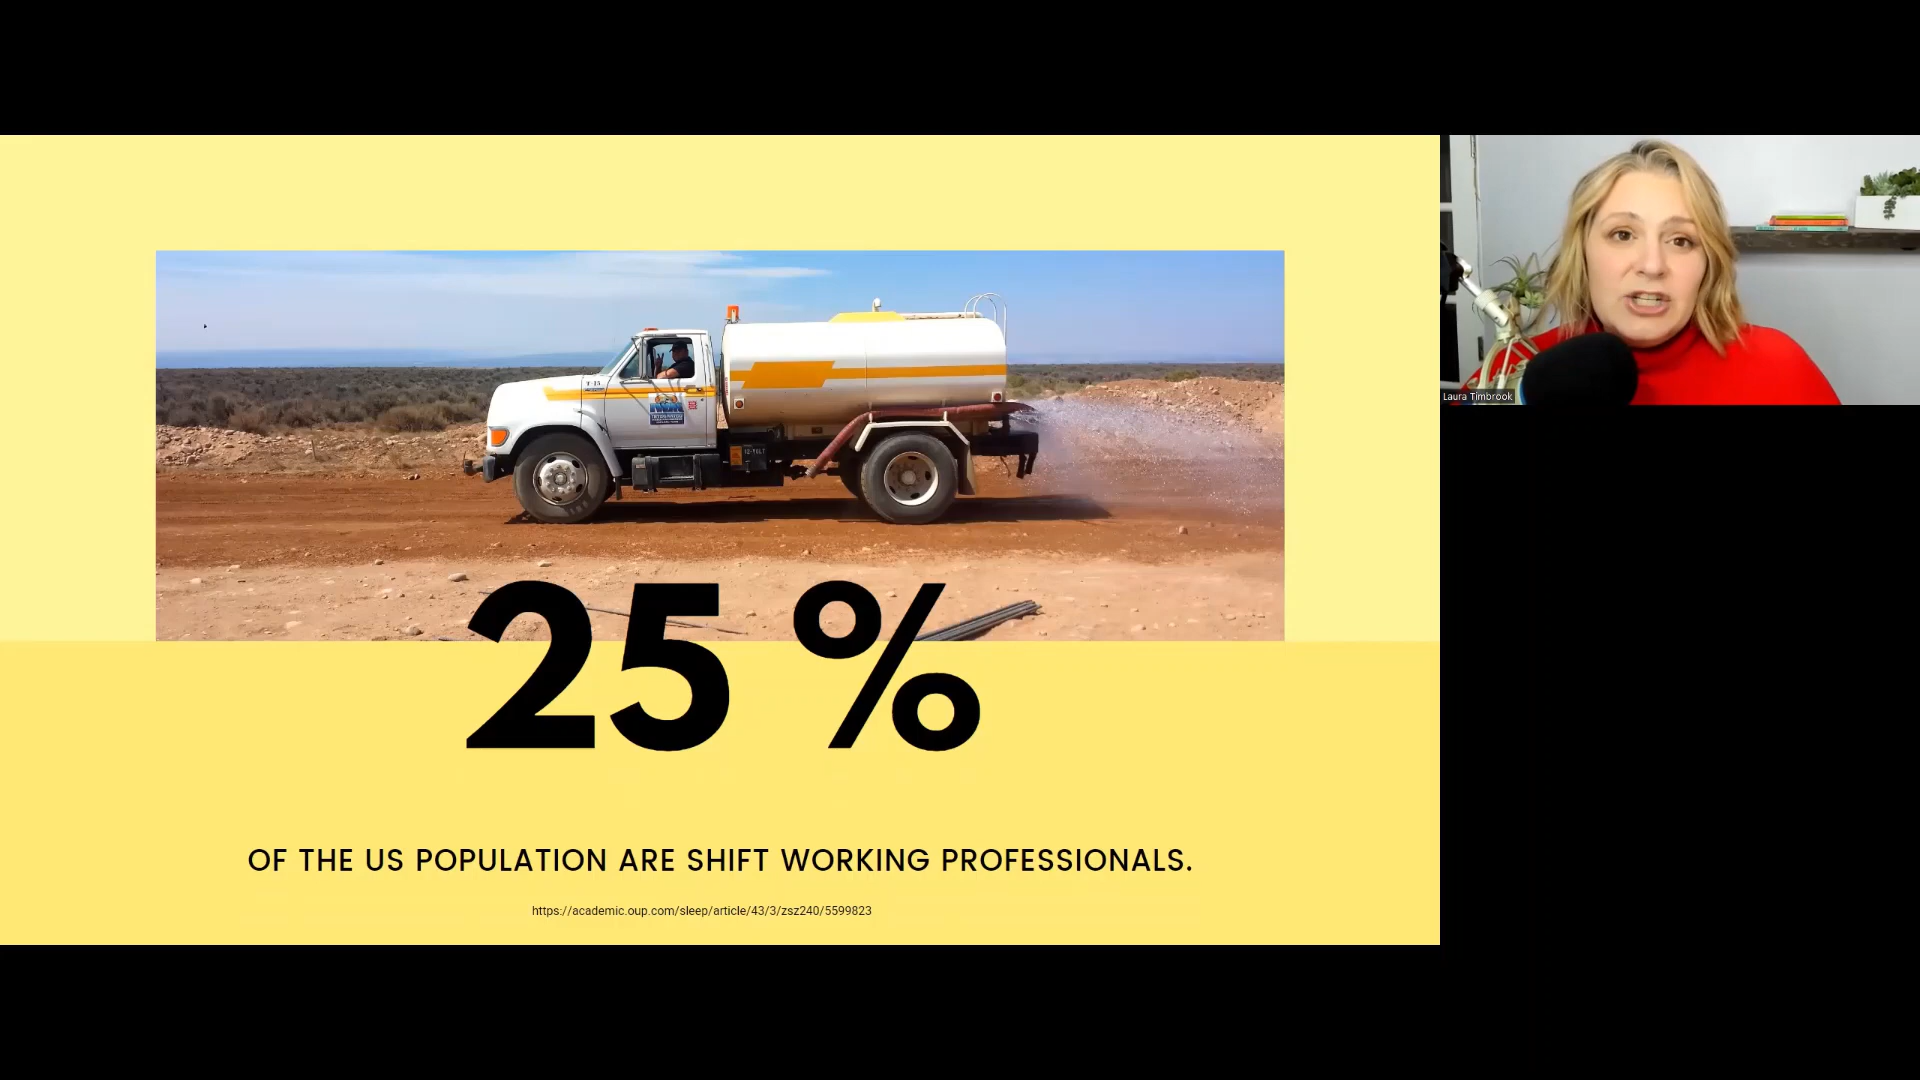 25 %
OF THE US POPULATION ARE SHIFT WORKING PROFESSIONALS.
https://academic.oup.com/sleep/article/43/3/zsz240/5599823
Laura Timbrook